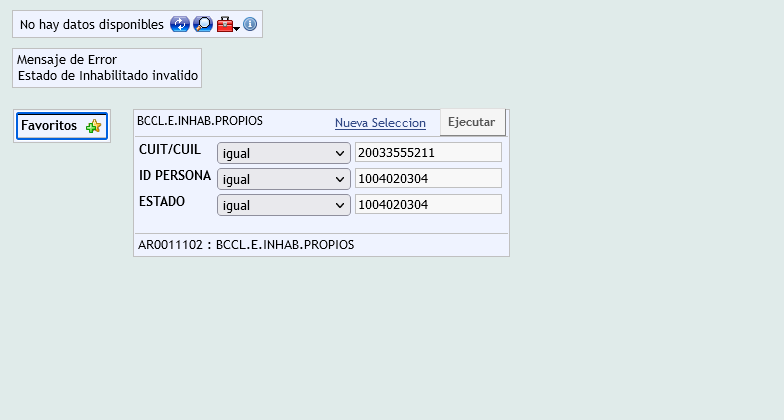 No hay datos disponibles
Mensaje de Error
Estado de Inhabilitado invalido
Favoritos
BCCL.E.INHAB.PROPIOS Nueva Seleccion Ejecutar
CUIT/CUIL igual 20033555211
ID PERSONA igual 1004020304
ESTADO igual 1004020304
AR0011102 : BCCL.E.INHAB.PROPIOS